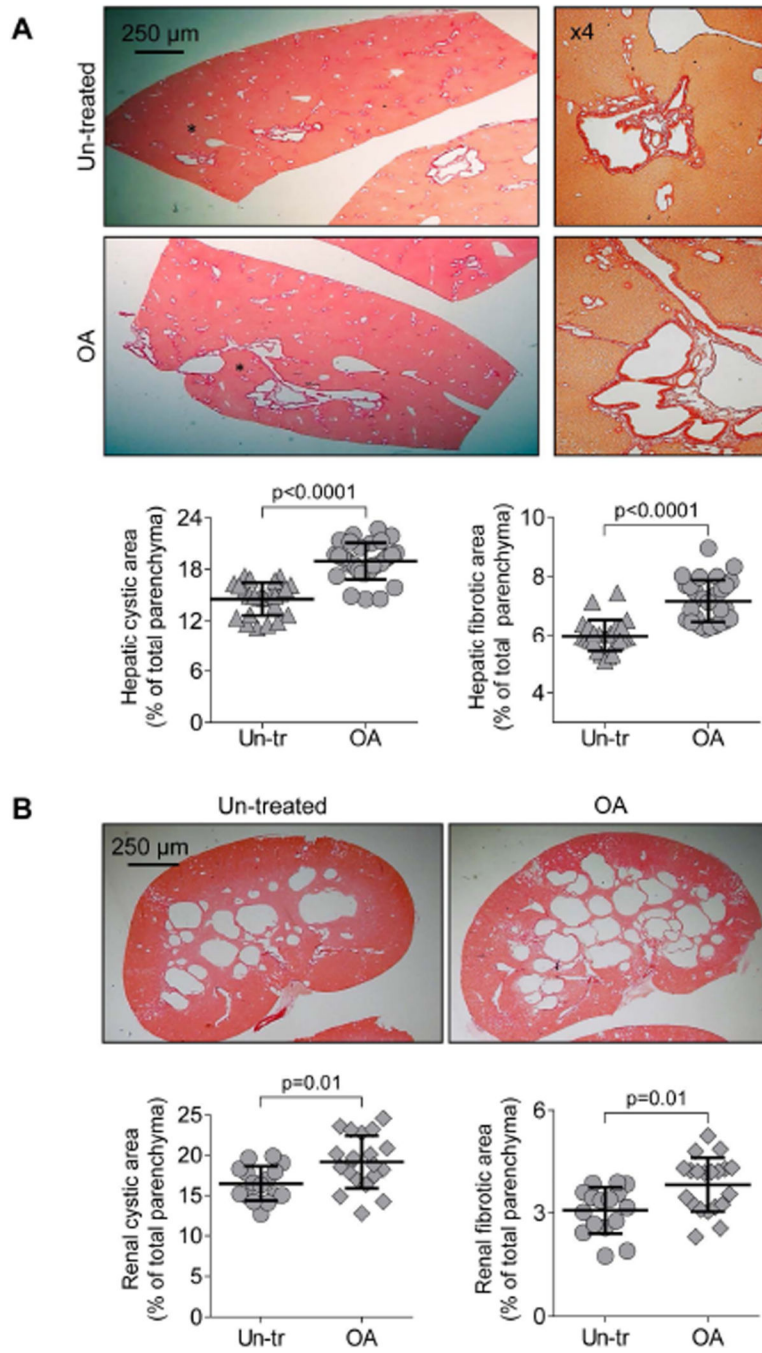 A
250 µm
x4
Un-treated
*
OA
*
p<0.0001
Hepatic cystic area
(% of total parenchyma)
24
18
12
6
0
Un-tr
OA
p<0.0001
Hepatic fibrotic area
(% of total parenchyma)
10
8
6
4
Un-tr
OA
B
Un-treated
OA
250 µm
p=0.01
Renal cystic area
(% of total parenchyma)
25
20
15
10
5
0
Un-tr
OA
p=0.01
Renal fibrotic area
(% of total parenchyma)
6
3
0
Un-tr
OA